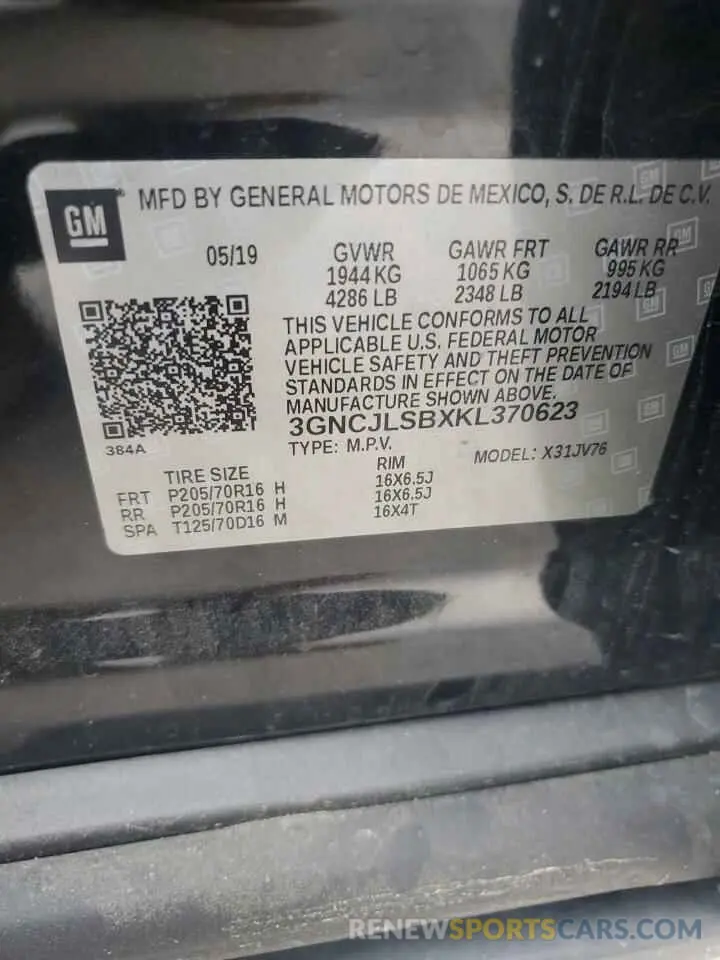 GM® MFD BY GENERAL MOTORS DE MEXICO, S. DE R.L. DE C.V.
05/19 GVWR GAWR FRT GAWR RR
1944 KG 1065 KG 995 KG
4286 LB 2348 LB 2194 LB
THIS VEHICLE CONFORMS TO ALL
APPLICABLE U.S. FEDERAL MOTOR
VEHICLE SAFETY AND THEFT PREVENTION
STANDARDS IN EFFECT ON THE DATE OF
MANUFACTURE SHOWN ABOVE.
3GNCJLSBXKL370623
384A
TYPE: M.P.V. MODEL: X31JV76
TIRE SIZE RIM
FRT P205/70R16 H 16X6.5J
RR P205/70R16 H 16X6.5J
SPA T125/70D16 M 16X4T
RENEWSPORTCARS.COM